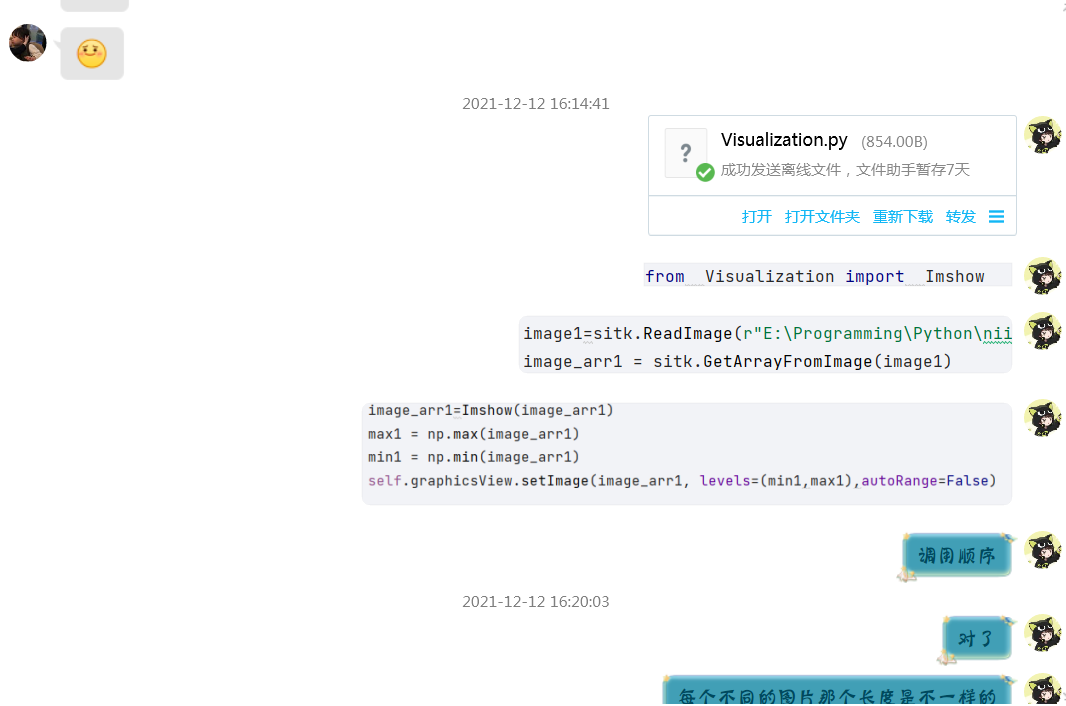 2021-12-12 16:14:41
Visualization.py (854.00B)
?
成功发送离线文件，文件助手暂存7天
打开 打开文件夹 重新下载 转发
from Visualization import Imshow
image1=sitk.ReadImage(r"E:\Programming\Python\nii
image_arr1 = sitk.GetArrayFromImage(image1)
image_arr1=Imshow(image_arr1)
max1 = np.max(image_arr1)
min1 = np.min(image_arr1)
self.graphicsView.setImage(image_arr1, levels=(min1,max1),autoRange=False)
调用顺序
2021-12-12 16:20:03
对了
每个不同的图片那个长度是不一样的